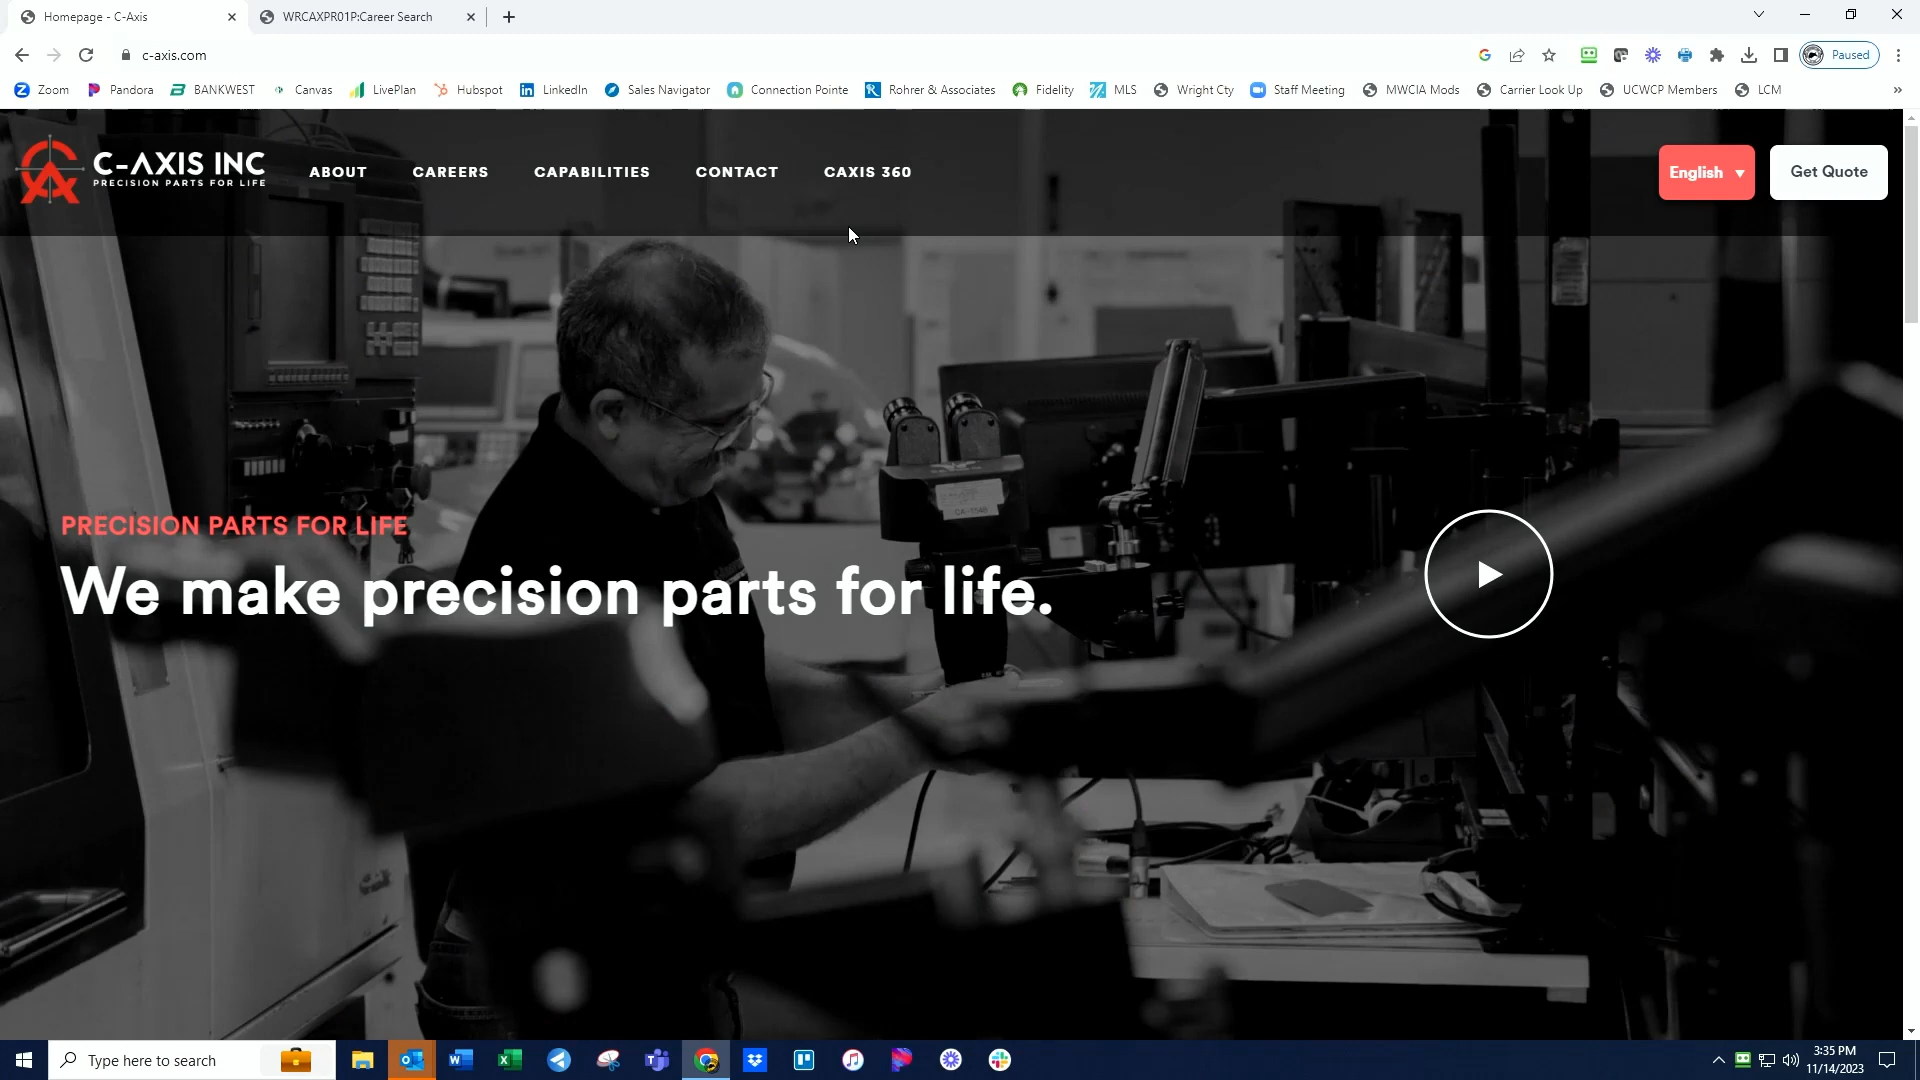 Homepage - C-Axis
WRCAXPR01P:Career Search
c-axis.com
Paused
Zoom
Pandora
BANKWEST
Canvas
LivePlan
Hubspot
LinkedIn
Sales Navigator
Connection Pointe
Rohrer & Associates
Fidelity
MLS
Wright Cty
Staff Meeting
MWCIA Mods
Carrier Look Up
UCWCP Members
LCM
C-AXIS INC
PRECISION PARTS FOR LIFE
ABOUT
CAREERS
CAPABILITIES
CONTACT
CAXIS 360
English
Get Quote
PRECISION PARTS FOR LIFE
We make precision parts for life.
Type here to search
3:35 PM
11/14/2023